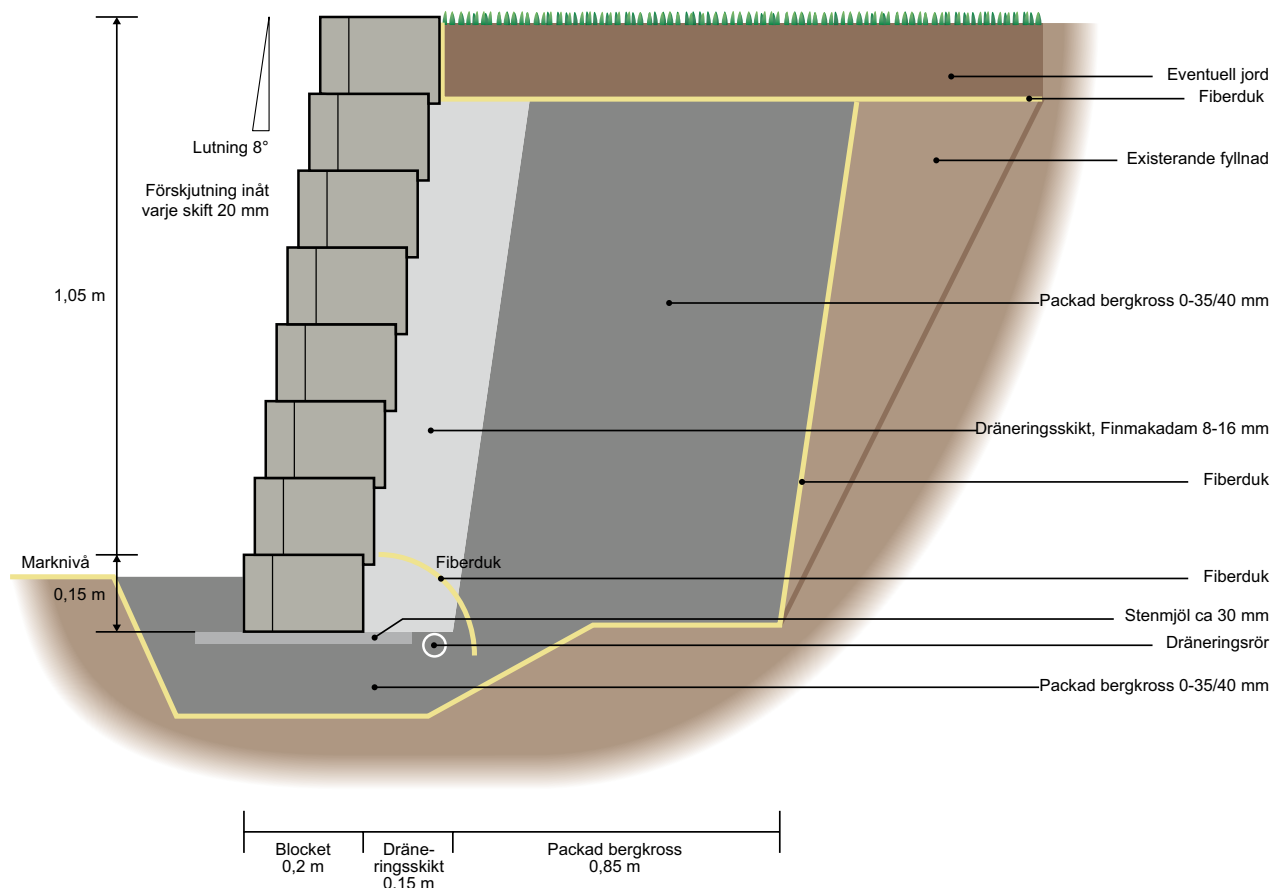 Eventuell jord
Fiberduk
Lutning 8°
Existerande fyllnad
Förskjutning inåt
varje skift 20 mm
1,05 m
Packad bergkross 0-35/40 mm
Dräneringsskikt, Finmakadam 8-16 mm
Fiberduk
Marknivå
Fiberduk
Fiberduk
0,15 m
Stenmjöl ca 30 mm
Dräneringsrör
Packad bergkross 0-35/40 mm
Blocket
0,2 m
Dräne-
ringsskikt
0,15 m
Packad bergkross
0,85 m